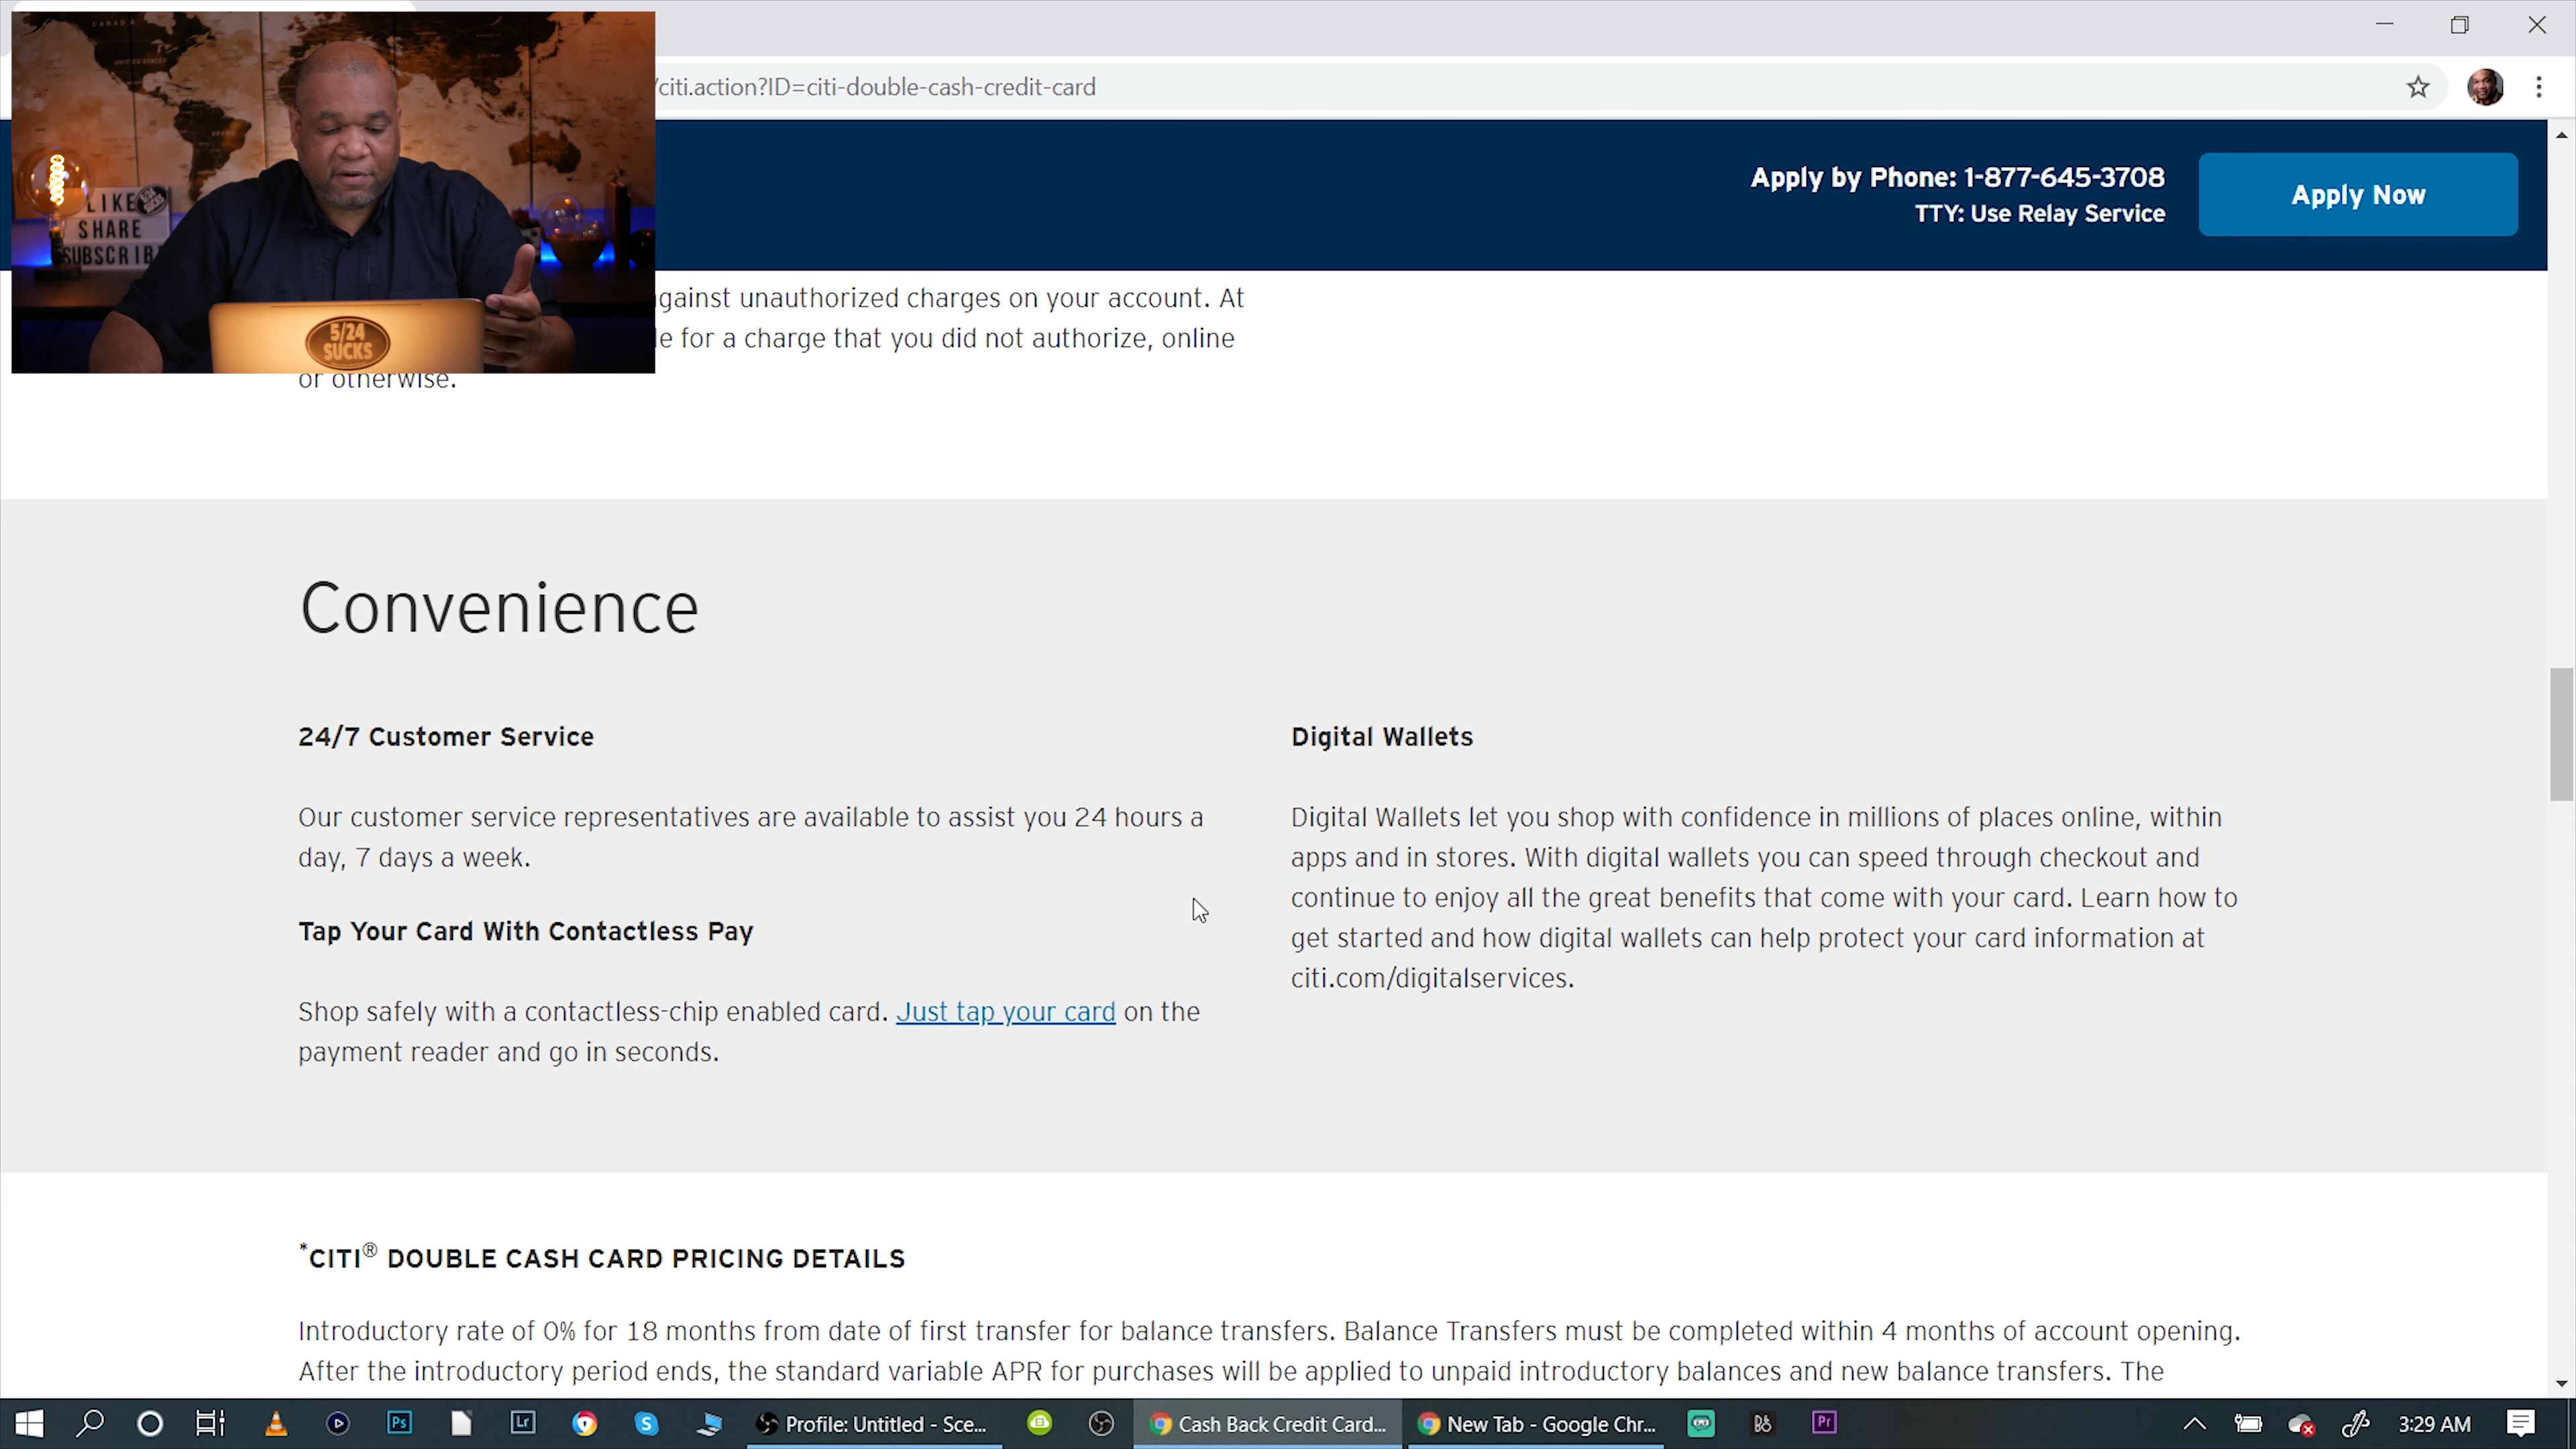 /citi.action?ID=citi-double-cash-credit-card
LIKE
SHARE
SUBSCRIB
5/24
SUCKS
Apply by Phone: 1-877-645-3708
TTY: Use Relay Service
Apply Now
gainst unauthorized charges on your account. At
e for a charge that you did not authorize, online
or otherwise.
Convenience
24/7 Customer Service
Our customer service representatives are available to assist you 24 hours a
day, 7 days a week.
Tap Your Card With Contactless Pay
Shop safely with a contactless-chip enabled card. Just tap your card on the
payment reader and go in seconds.
Digital Wallets
Digital Wallets let you shop with confidence in millions of places online, within
apps and in stores. With digital wallets you can speed through checkout and
continue to enjoy all the great benefits that come with your card. Learn how to
get started and how digital wallets can help protect your card information at
citi.com/digitalservices.
*CITI® DOUBLE CASH CARD PRICING DETAILS
Introductory rate of 0% for 18 months from date of first transfer for balance transfers. Balance Transfers must be completed within 4 months of account opening.
After the introductory period ends, the standard variable APR for purchases will be applied to unpaid introductory balances and new balance transfers. The
Ps
Lr
S
Profile: Untitled - Sce...
Cash Back Credit Card...
New Tab - Google Chr...
Pr
3:29 AM